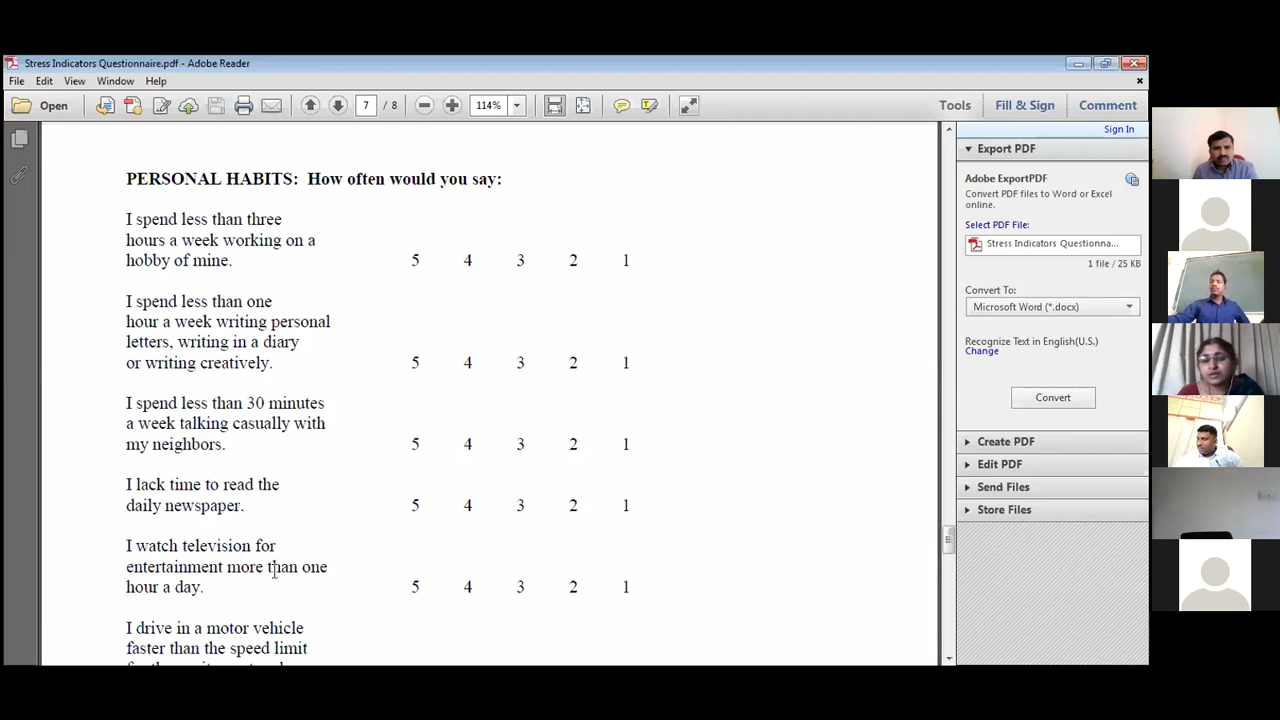 Stress Indicators Questionnaire.pdf - Adobe Reader
File Edit View Window Help
Open 7 / 8 114% Tools Fill & Sign Comment
Sign In
PERSONAL HABITS: How often would you say:
I spend less than three
hours a week working on a
hobby of mine. 5 4 3 2 1
I spend less than one
hour a week writing personal
letters, writing in a diary
or writing creatively. 5 4 3 2 1
I spend less than 30 minutes
a week talking casually with
my neighbors. 5 4 3 2 1
I lack time to read the
daily newspaper. 5 4 3 2 1
I watch television for
entertainment more than one
hour a day. 5 4 3 2 1
I drive in a motor vehicle
faster than the speed limit
Export PDF
Adobe ExportPDF
Convert PDF files to Word or Excel
online.
Select PDF File:
Stress Indicators Questionna...
1 file / 25 KB
Convert To:
Microsoft Word (*.docx)
Recognize Text in English(U.S.)
Change
Convert
Create PDF
Edit PDF
Send Files
Store Files